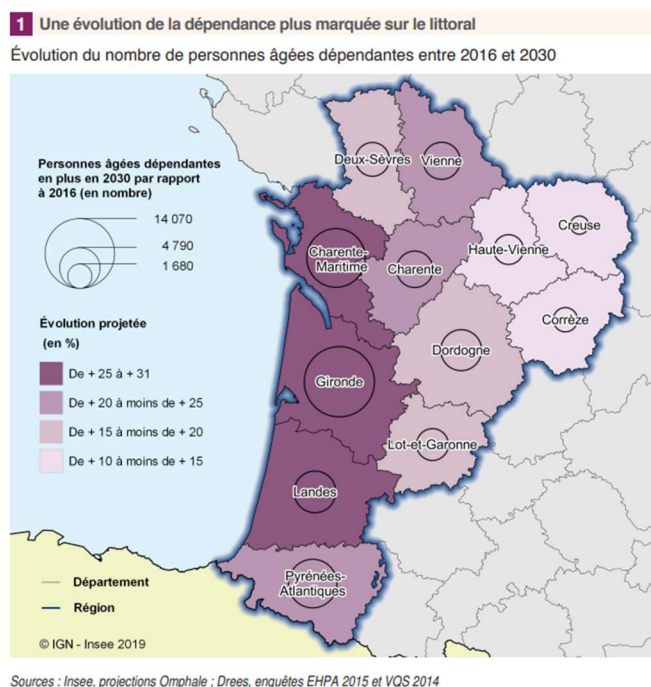 1 Une évolution de la dépendance plus marquée sur le littoral
Évolution du nombre de personnes âgées dépendantes entre 2016 et 2030
Personnes âgées dépendantes
en plus en 2030 par rapport
à 2016 (en nombre)
14 070
4 790
1 680
Évolution projetée
(en %)
De + 25 à + 31
De + 20 à moins de + 25
De + 15 à moins de + 20
De + 10 à moins de + 15
Deux-Sèvres
Vienne
Creuse
Haute-Vienne
Charente-
Maritime
Charente
Corrèze
Dordogne
Gironde
Lot-et-Garonne
Landes
Pyrénées-
Atlantiques
Département
Région
© IGN - Insee 2019
Sources : Insee, projections Omphale ; Drees, enquêtes EHPA 2015 et VQS 2014